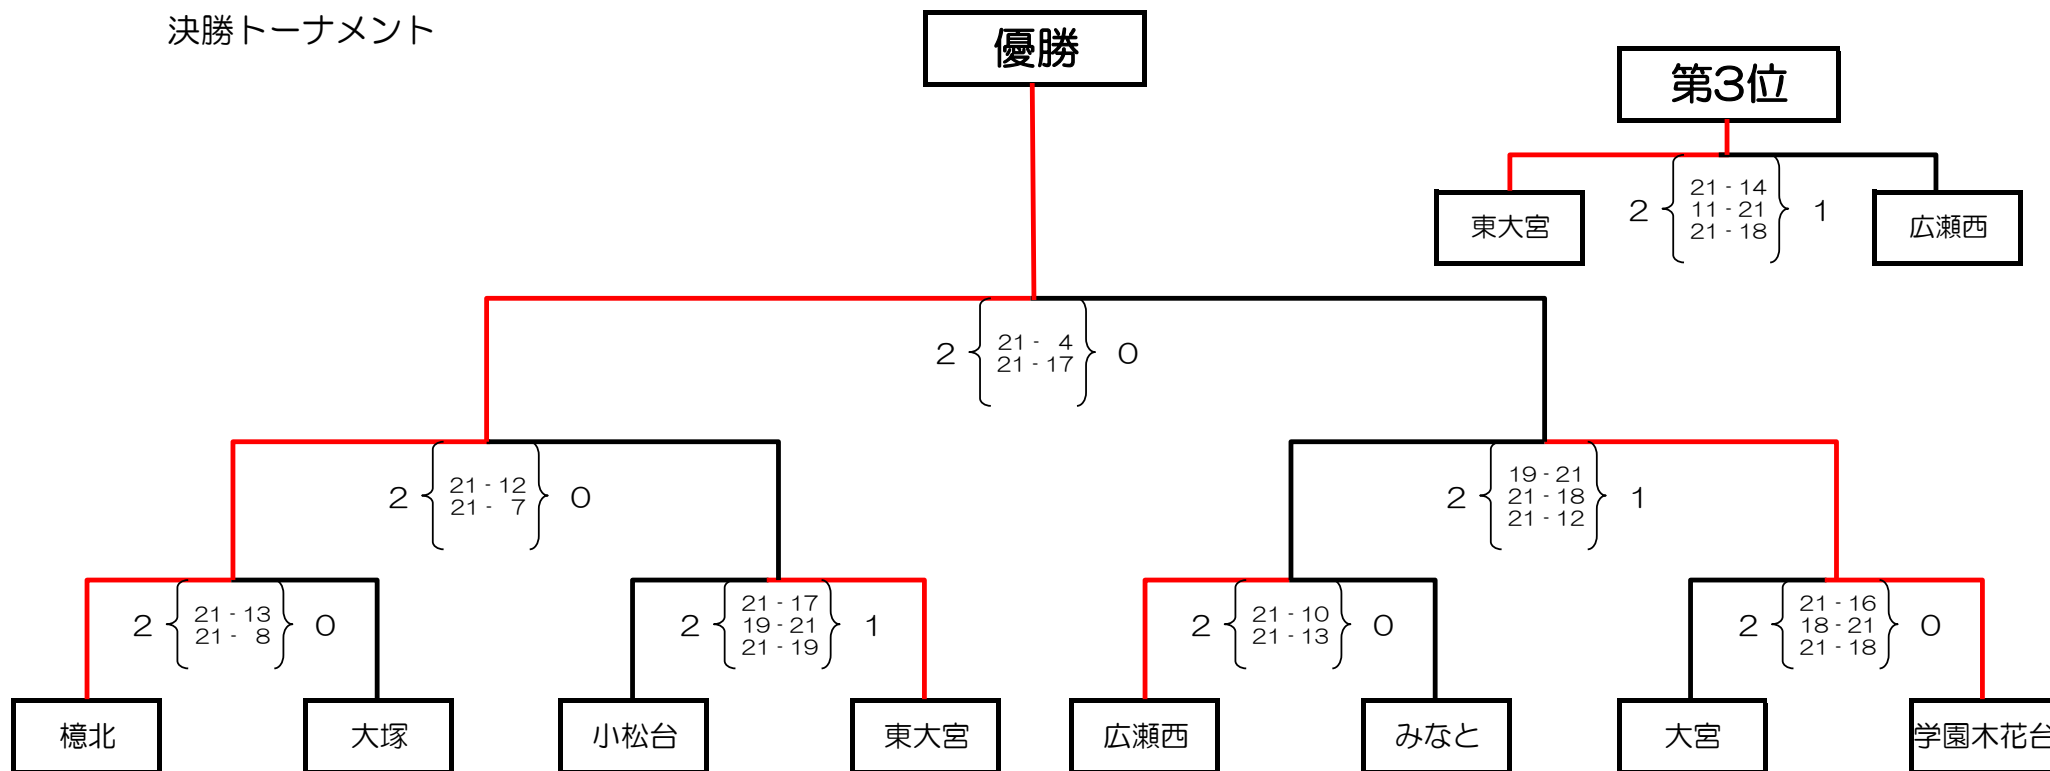 決勝トーナメント
優勝
第3位
東大宮
2
21 - 14
11 - 21
21 - 18
1
広瀬西
2
21 - 4
21 - 17
0
2
21 - 12
21 - 7
0
2
19 - 21
21 - 18
21 - 12
1
2
21 - 13
21 - 8
0
2
21 - 17
19 - 21
21 - 19
1
2
21 - 10
21 - 13
0
2
21 - 16
18 - 21
21 - 18
0
檍北
大塚
小松台
東大宮
広瀬西
みなと
大宮
学園木花台